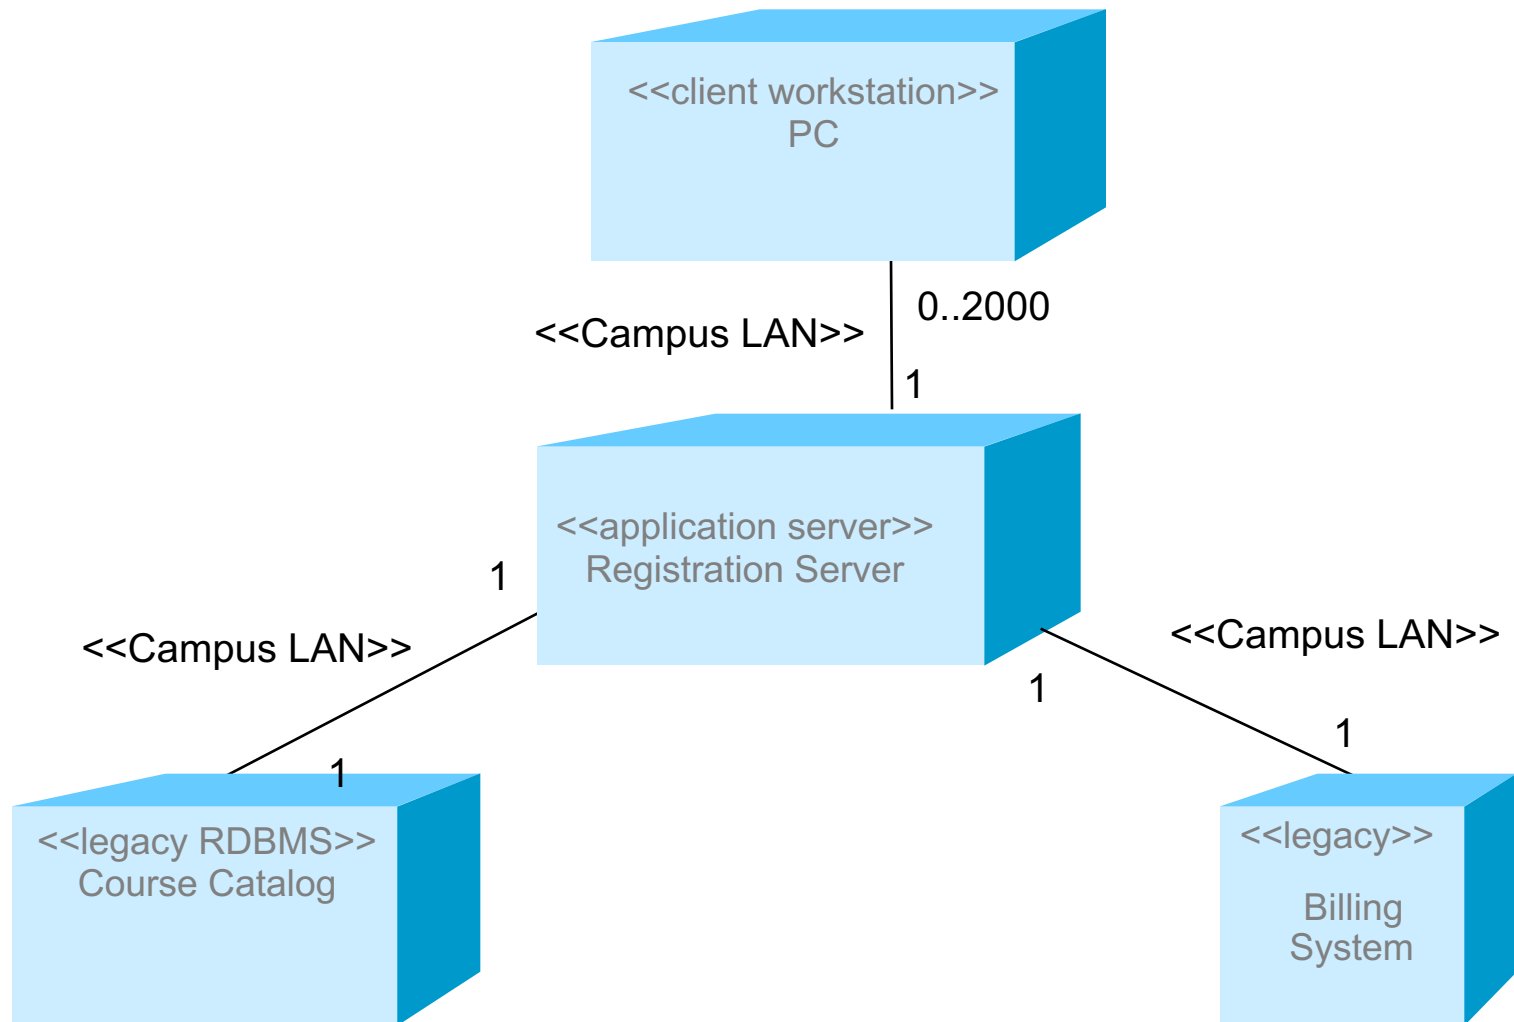 <<client workstation>>
PC
0..2000
<<Campus LAN>>
1
<<application server>>
Registration Server
1
<<Campus LAN>>
1
<<Campus LAN>>
1
1
<<legacy RDBMS>>
Course Catalog
<<legacy>>
Billing
System